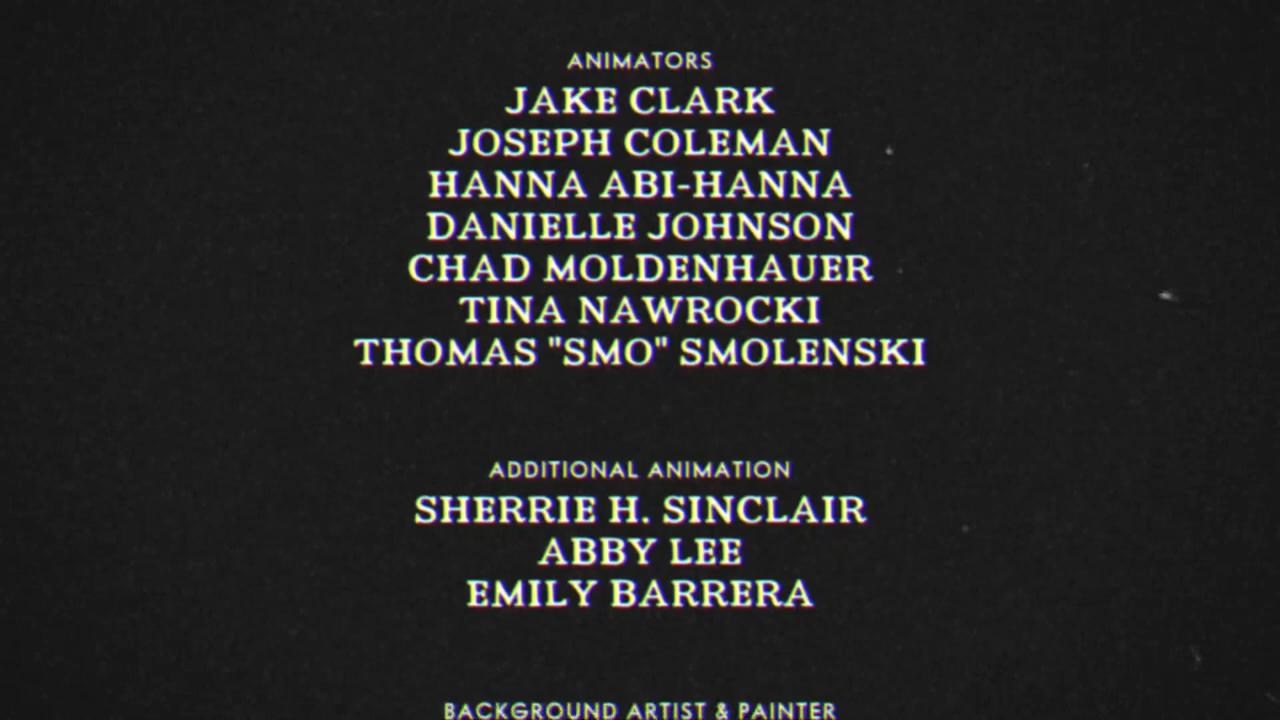 ANIMATORS
JAKE CLARK
JOSEPH COLEMAN
HANNA ABI-HANNA
DANIELLE JOHNSON
CHAD MOLDENHAUER
TINA NAWROCKI
THOMAS "SMO" SMOLENSKI
ADDITIONAL ANIMATION
SHERRIE H. SINCLAIR
ABBY LEE
EMILY BARRERA
BACKGROUND ARTIST & PAINTER